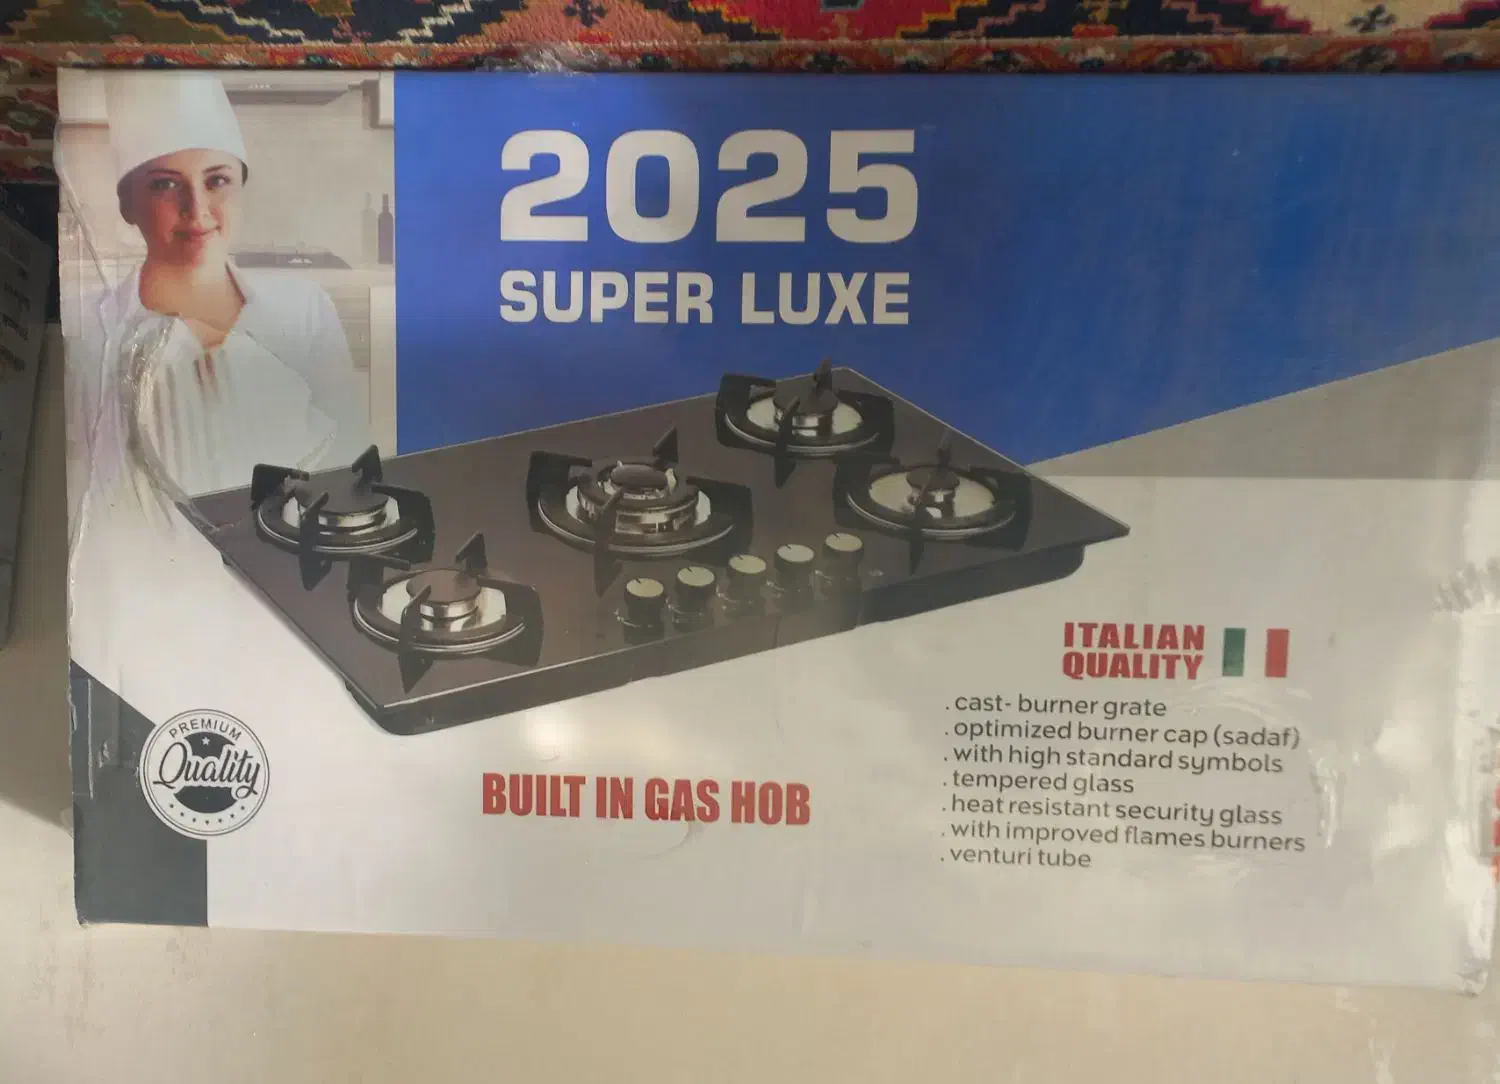 2025
SUPER LUXE
ITALIAN
QUALITY
. cast- burner grate
. optimized burner cap (sadaf)
. with high standard symbols
. tempered glass
. heat resistant security glass
. with improved flames burners
. venturi tube
PREMIUM
Quality
BUILT IN GAS HOB